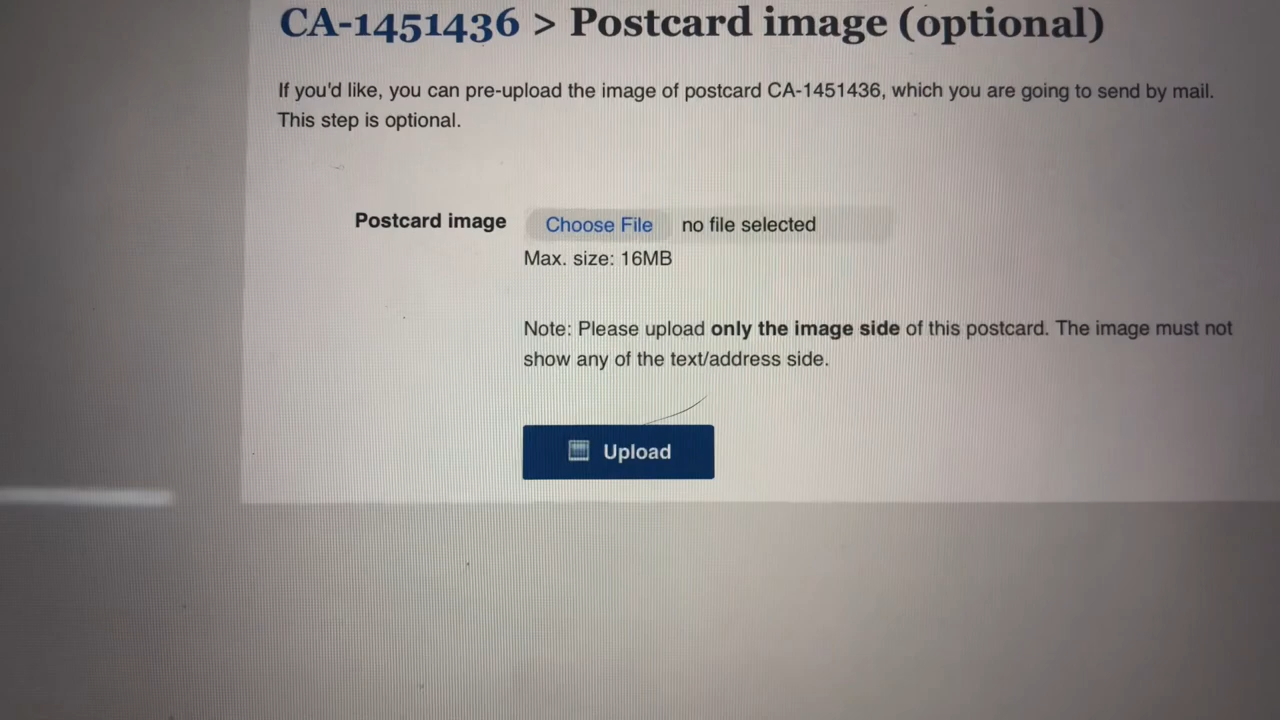 CA-1451436 > Postcard image (optional)
If you'd like, you can pre-upload the image of postcard CA-1451436, which you are going to send by mail.
This step is optional.
Postcard image Choose File no file selected
Max. size: 16MB
Note: Please upload only the image side of this postcard. The image must not
show any of the text/address side.
Upload